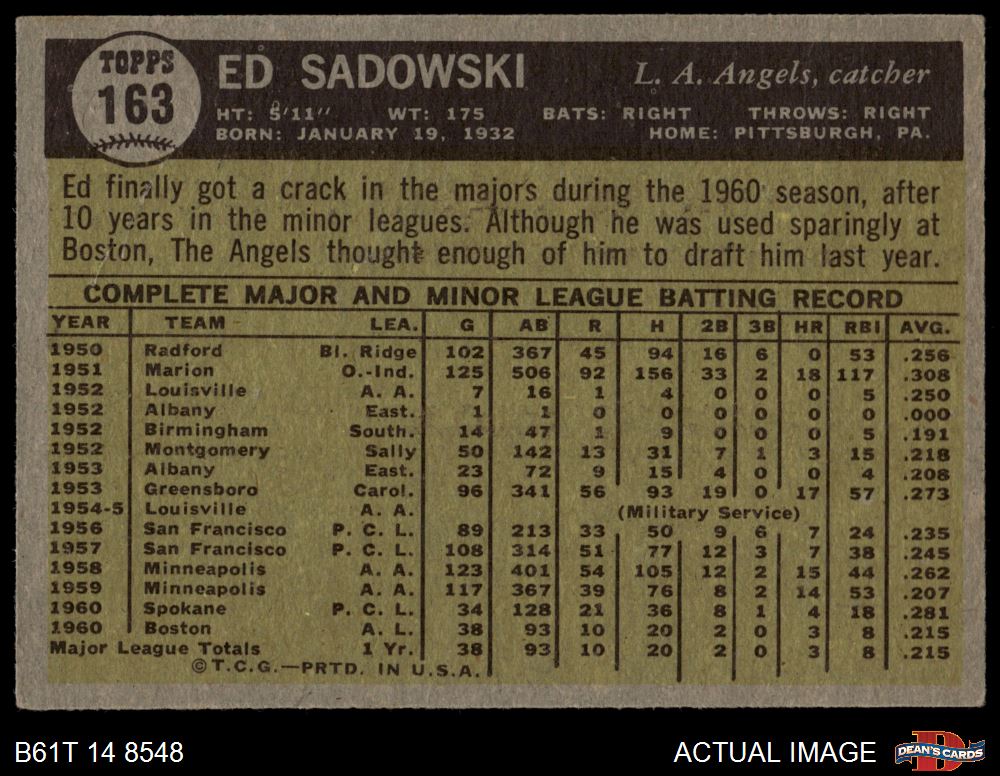 TOPPS
163
ED SADOWSKI
L. A. Angels, catcher
HT: 5'11" WT: 175 BATS: RIGHT THROWS: RIGHT
BORN: JANUARY 19, 1932 HOME: PITTSBURGH, PA.
Ed finally got a crack in the majors during the 1960 season, after
10 years in the minor leagues. Although he was used sparingly at
Boston, The Angels thought enough of him to draft him last year.
COMPLETE MAJOR AND MINOR LEAGUE BATTING RECORD
YEAR TEAM LEA. G AB R H 2B 3B HR RBI AVG.
1950 Radford Bl. Ridge 102 367 45 94 16 6 0 53 .256
1951 Marion O.-Ind. 125 506 92 156 33 2 18 117 .308
1952 Louisville A. A. 7 16 1 4 0 0 0 5 .250
1952 Albany East. 1 1 0 0 0 0 0 0 .000
1952 Birmingham South. 14 47 1 9 0 0 0 5 .191
1952 Montgomery Sally 50 142 13 31 7 1 3 15 .218
1953 Albany East. 23 72 9 15 4 0 0 4 .208
1953 Greensboro Carol. 96 341 56 93 19 0 17 57 .273
1954-5 Louisville A. A. (Military Service)
1956 San Francisco P. C. L. 89 213 33 50 9 6 7 24 .235
1957 San Francisco P. C. L. 108 314 51 77 12 3 7 38 .245
1958 Minneapolis A. A. 123 401 54 105 12 2 15 44 .262
1959 Minneapolis A. A. 117 367 39 76 8 2 14 53 .207
1960 Spokane P. C. L. 34 128 21 36 8 1 4 18 .281
1960 Boston A. L. 38 93 10 20 2 0 3 8 .215
Major League Totals 1 Yr. 38 93 10 20 2 0 3 8 .215
©T.C.G.—PRTD. IN U.S.A.
B61T 14 8548
ACTUAL IMAGE
D
DEAN'S CARDS